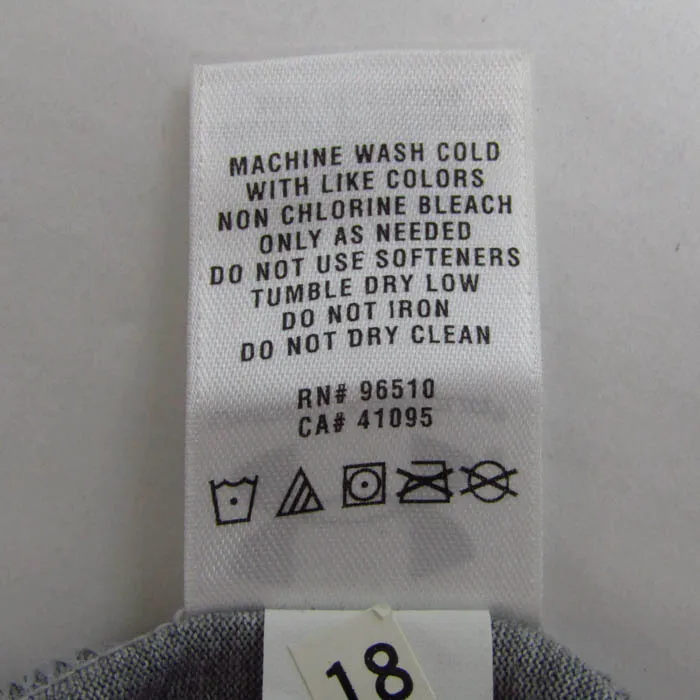 MACHINE WASH COLD
WITH LIKE COLORS
NON CHLORINE BLEACH
ONLY AS NEEDED
DO NOT USE SOFTENERS
TUMBLE DRY LOW
DO NOT IRON
DO NOT DRY CLEAN
RN# 96510
CA# 41095
18